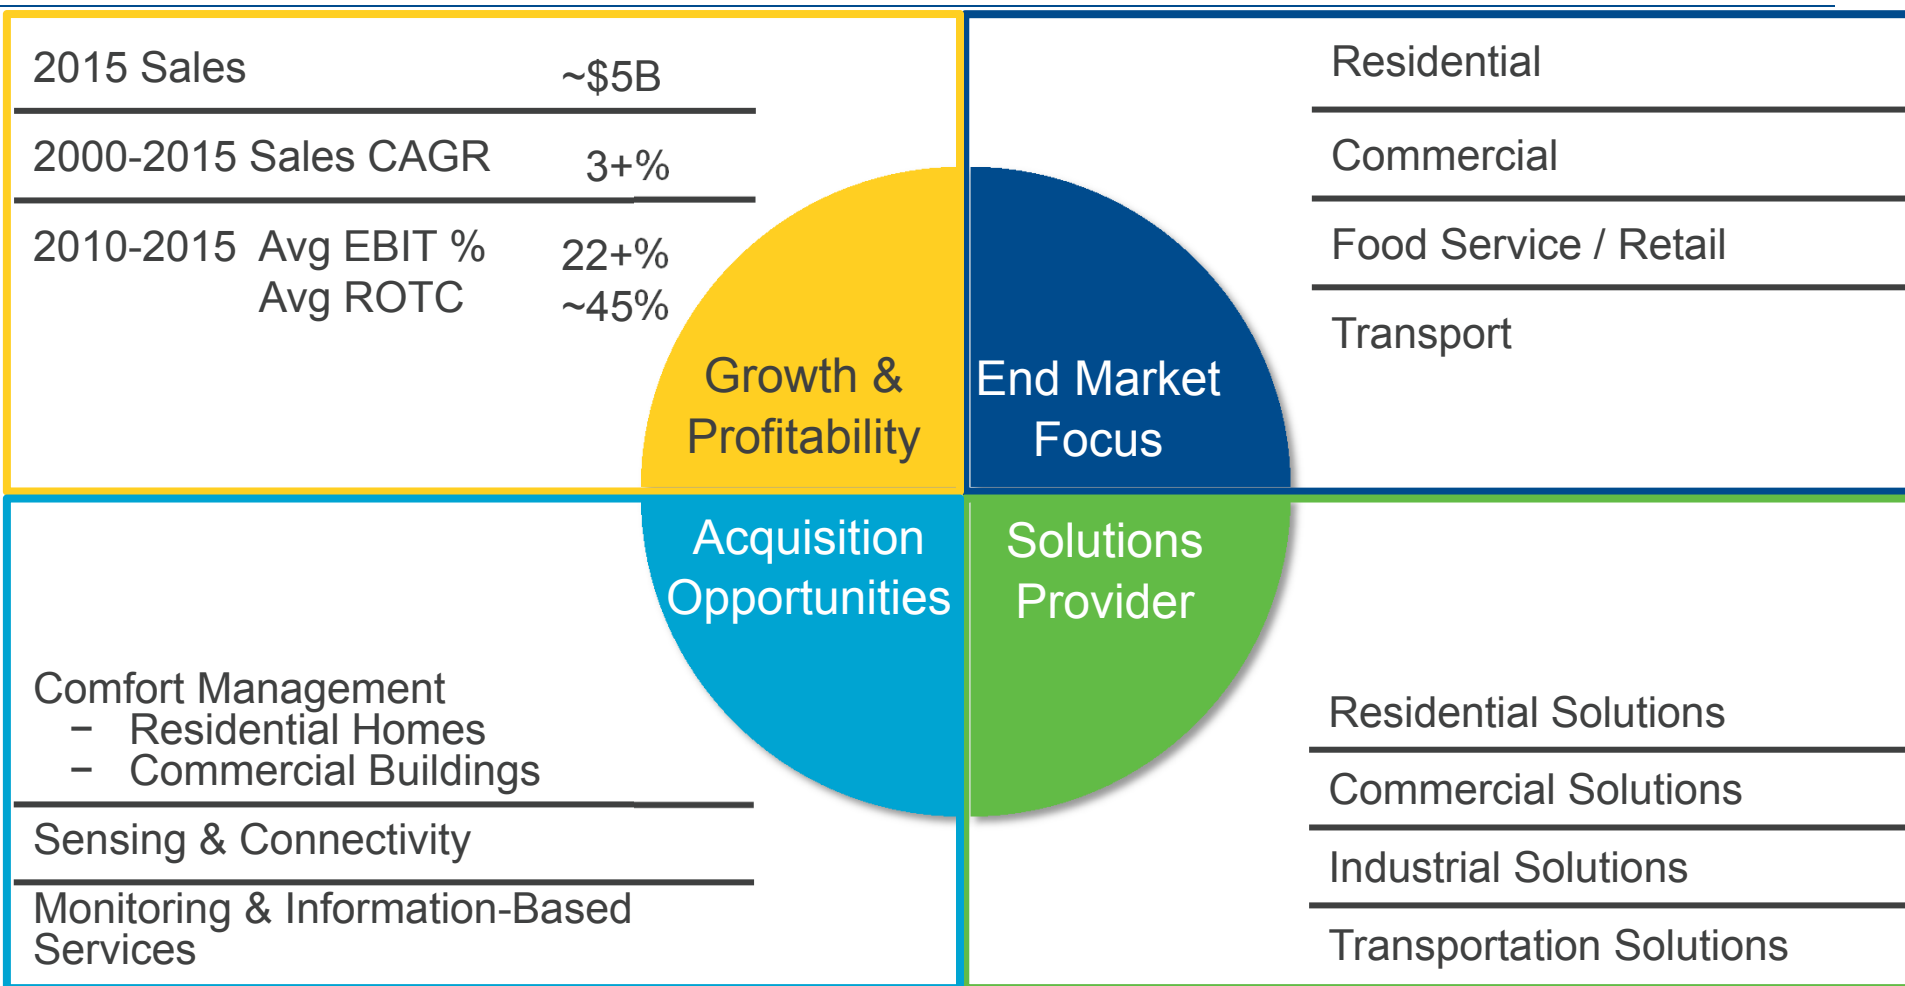 2015 Sales ~$5B
2000-2015 Sales CAGR 3+%
2010-2015 Avg EBIT % 22+%
Avg ROTC ~45%
Growth &
Profitability
Residential
Commercial
Food Service / Retail
Transport
End Market
Focus
Acquisition
Opportunities
Comfort Management
− Residential Homes
− Commercial Buildings
Sensing & Connectivity
Monitoring & Information-Based
Services
Solutions
Provider
Residential Solutions
Commercial Solutions
Industrial Solutions
Transportation Solutions